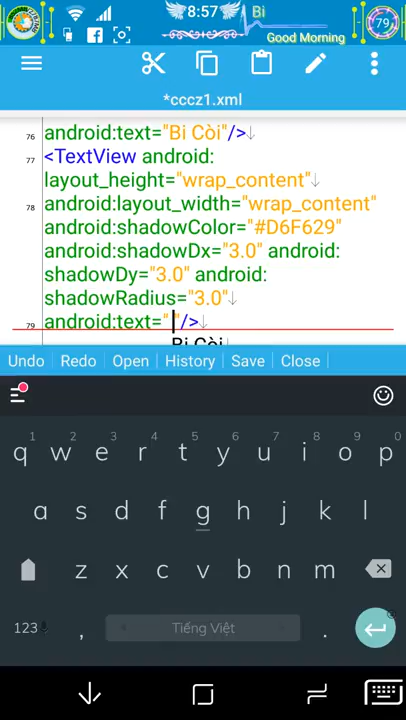 8:57
Bi
Good Morning
79
*cccz1.xml
76 android:text="Bi Còi"/>↓
77 <TextView android:
layout_height="wrap_content"↓
78 android:layout_width="wrap_content"
android:shadowColor="#D6F629"
android:shadowDx="3.0" android:
shadowDy="3.0" android:
shadowRadius="3.0"↓
79 android:text=" "/>↓
Bi Còi
Undo Redo Open History Save Close
1 2 3 4 5 6 7 8 9 0
q w e r t y u i o p
a s d f g h j k l
z x c v b n m
123 , Tiếng Việt .